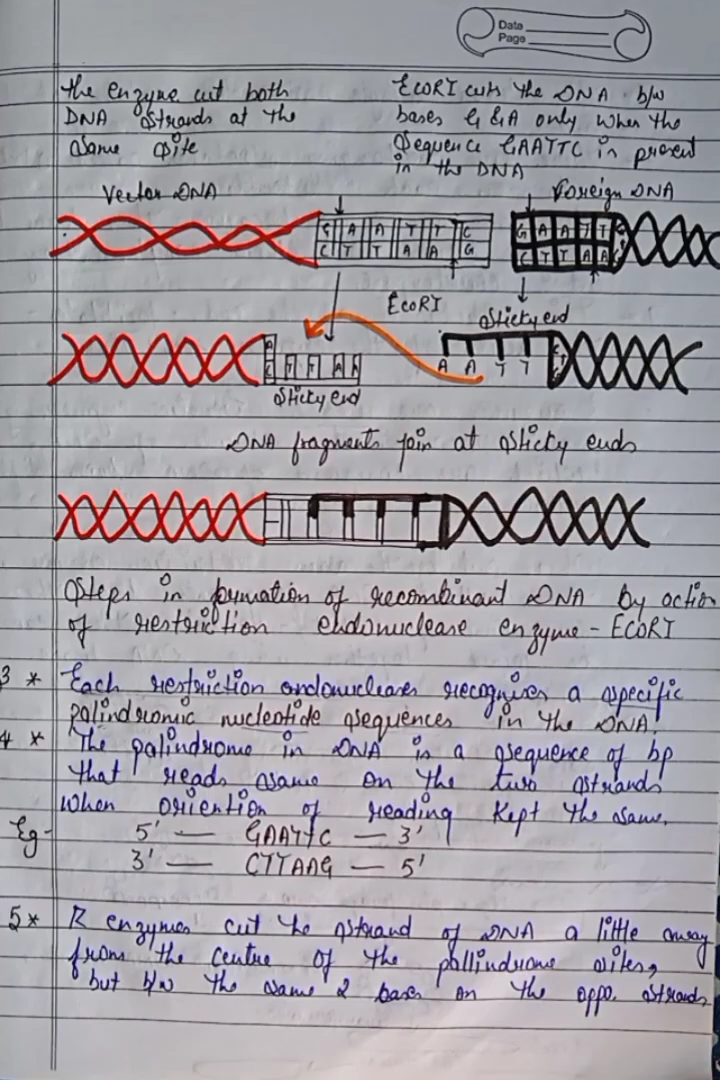 Date
Page
the enzyme cut both
DNA strands at the
same site
EcoRI cuts the DNA b/w
bases G & A only when the
sequence GAATTC is present
in the DNA
Vector DNA
Foreign DNA
G A A T T C
C T T A A G
G A A T T
C T T A A G
EcoRI
Sticky end
G
C T T A A
A A T T
Sticky end
DNA fragments join at sticky ends
Steps in formation of recombinant DNA by action
of restriction endonuclease enzyme - EcoRI
3 * Each restriction endonucleases recognises a specific
palindromic nucleotide sequences in the DNA.
4 * The palindrome in DNA is a sequence of bp
that reads same on the two strands
when oriention of reading kept the same.
Eg- 5' — GAATTC — 3'
3' — CTTAAG — 5'
5 * R enzymes cut the strand of DNA a little away
from the centre of the pallindrome sites,
but b/w the same 2 bases on the oppo. strands